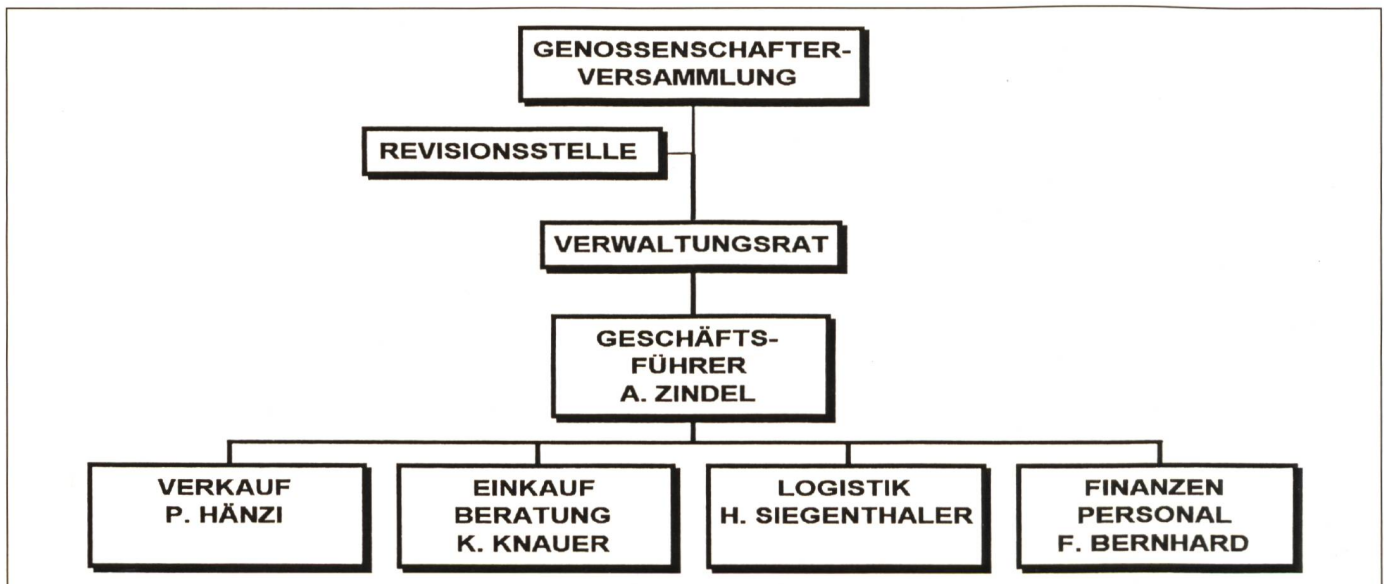 GENOSSENSCHAFTER-
VERSAMMLUNG
REVISIONSSTELLE
VERWALTUNGSRAT
GESCHÄFTS-
FÜHRER
A. ZINDEL
VERKAUF
P. HÄNZI
EINKAUF
BERATUNG
K. KNAUER
LOGISTIK
H. SIEGENTHALER
FINANZEN
PERSONAL
F. BERNHARD